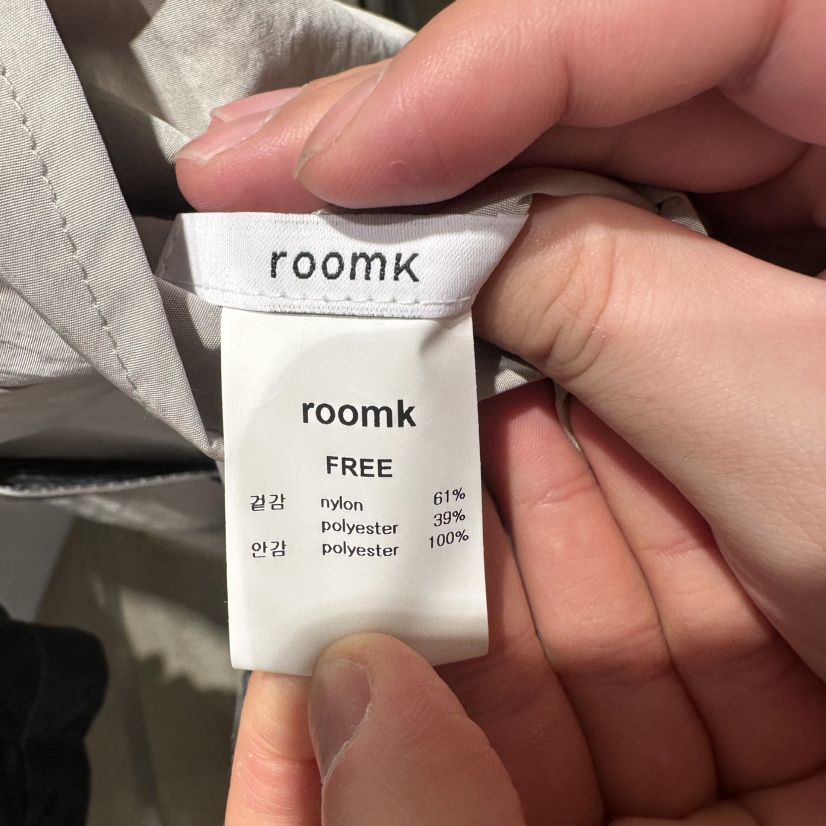 roomk
roomk
FREE
겉감 nylon 61%
polyester 39%
안감 polyester 100%